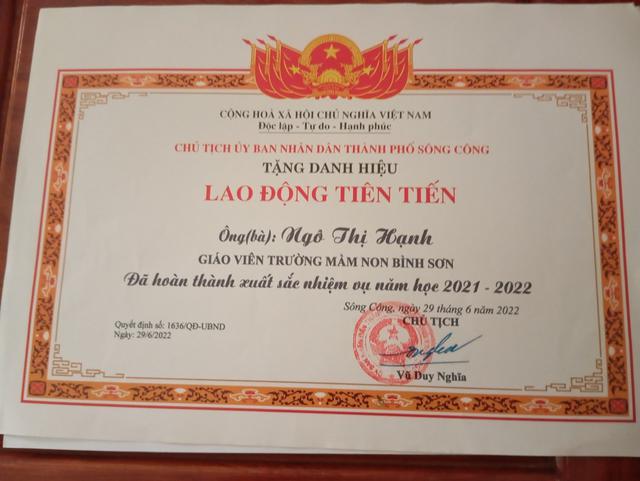 CỘNG HOÀ XÃ HỘI CHỦ NGHĨA VIỆT NAM
Độc lập - Tự do - Hạnh phúc
CHỦ TỊCH ỦY BAN NHÂN DÂN THÀNH PHỐ SÔNG CÔNG
TẶNG DANH HIỆU
LAO ĐỘNG TIÊN TIẾN
Ông(bà): Ngô Thị Hạnh
GIÁO VIÊN TRƯỜNG MẦM NON BÌNH SƠN
Đã hoàn thành xuất sắc nhiệm vụ năm học 2021 - 2022
Sông Công, ngày 29 tháng 6 năm 2022
CHỦ TỊCH
Quyết định số: 1636/QĐ-UBND
Ngày: 29/6/2022
Vũ Duy Nghĩa